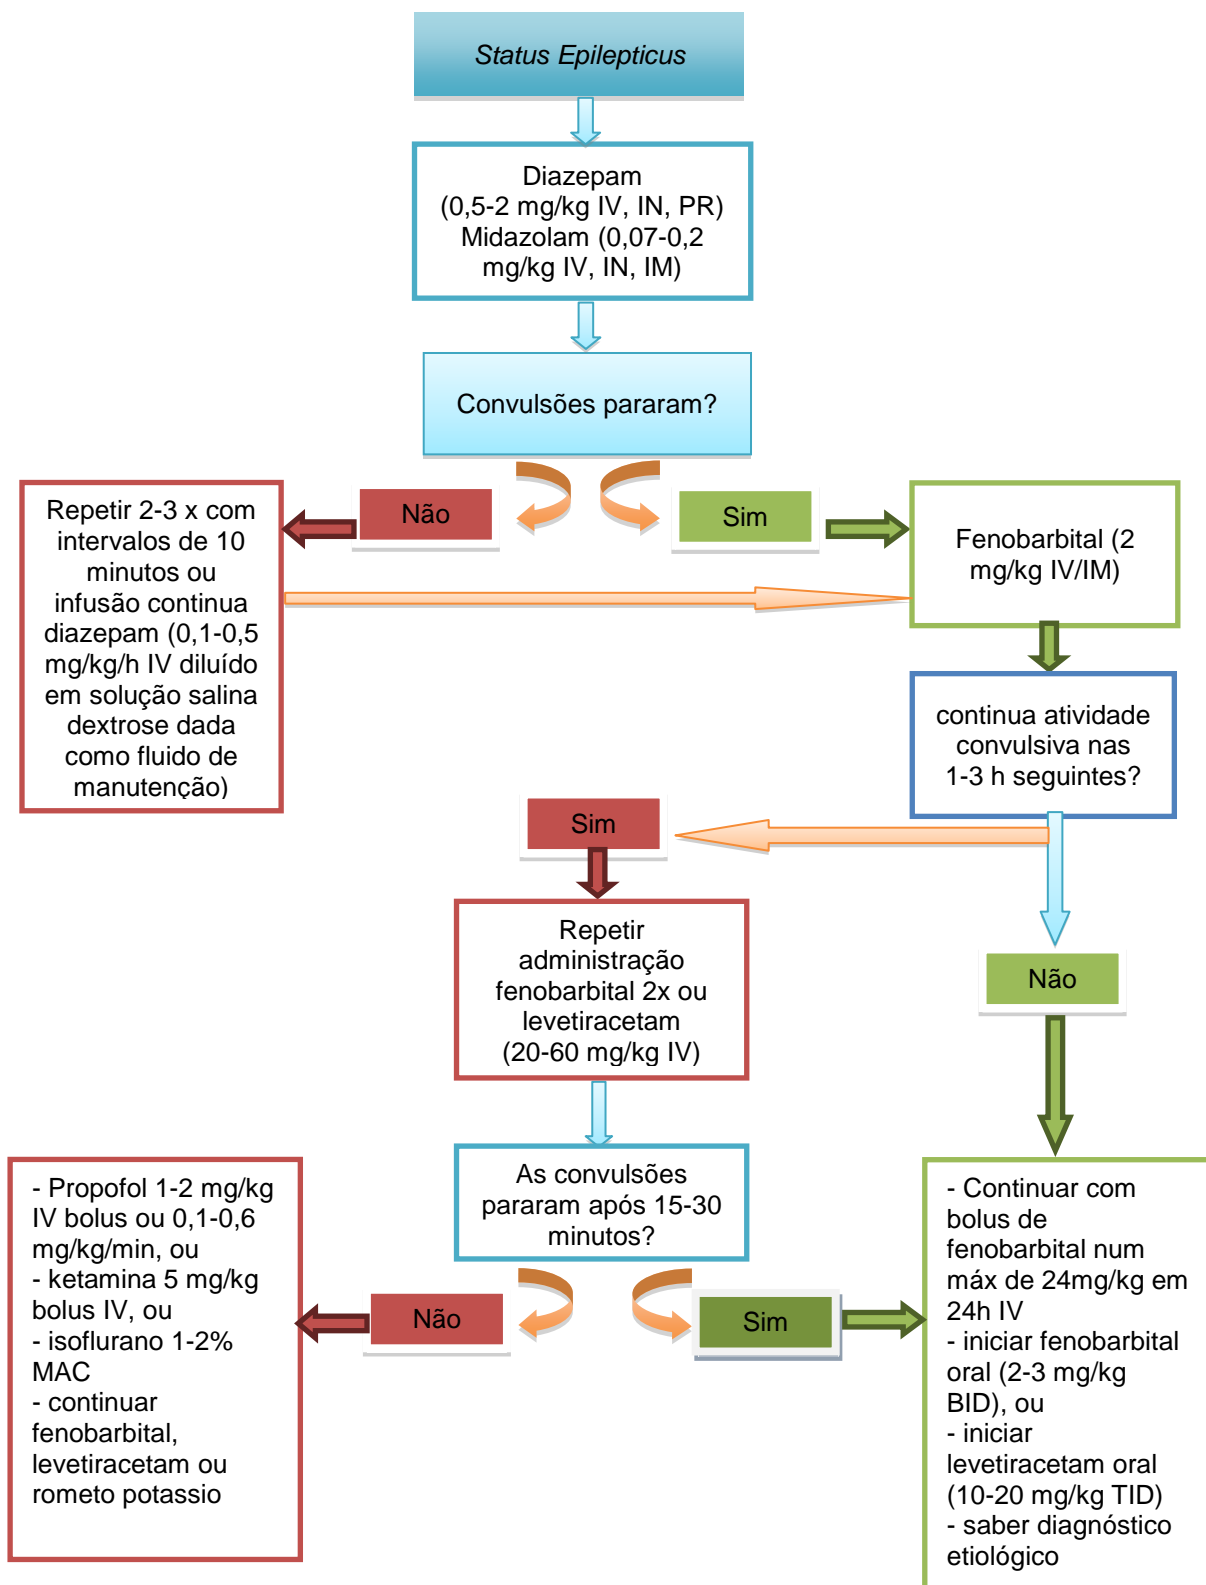 Status Epilepticus
Diazepam
(0,5-2 mg/kg IV, IN, PR)
Midazolam (0,07-0,2
mg/kg IV, IN, IM)
Convulsões pararam?
Não
Sim
Repetir 2-3 x com
intervalos de 10
minutos ou
infusão continua
diazepam (0,1-0,5
mg/kg/h IV diluído
em solução salina
dextrose dada
como fluido de
manutenção)
Fenobarbital (2
mg/kg IV/IM)
continua atividade
convulsiva nas
1-3 h seguintes?
Sim
Não
Repetir
administração
fenobarbital 2x ou
levetiracetam
(20-60 mg/kg IV)
As convulsões
pararam após 15-30
minutos?
Não
Sim
- Propofol 1-2 mg/kg
IV bolus ou 0,1-0,6
mg/kg/min, ou
- ketamina 5 mg/kg
bolus IV, ou
- isoflurano 1-2%
MAC
- continuar
fenobarbital,
levetiracetam ou
rometo potassio
- Continuar com
bolus de
fenobarbital num
máx de 24mg/kg em
24h IV
- iniciar fenobarbital
oral (2-3 mg/kg
BID), ou
- iniciar
levetiracetam oral
(10-20 mg/kg TID)
- saber diagnóstico
etiológico